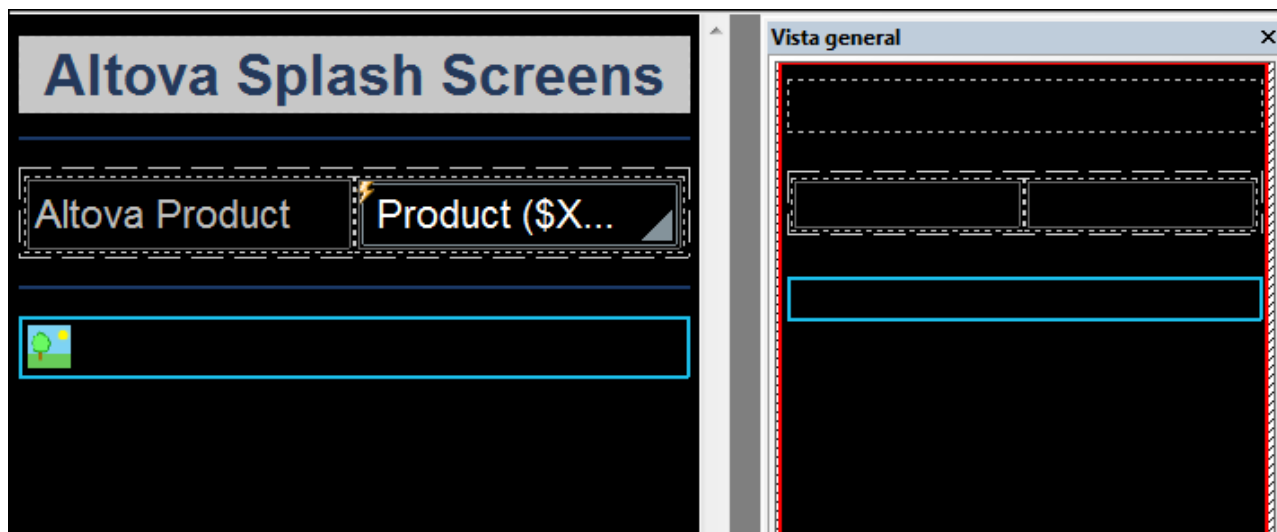 Altova Splash Screens
Altova Product
Product ($X...
Vista general